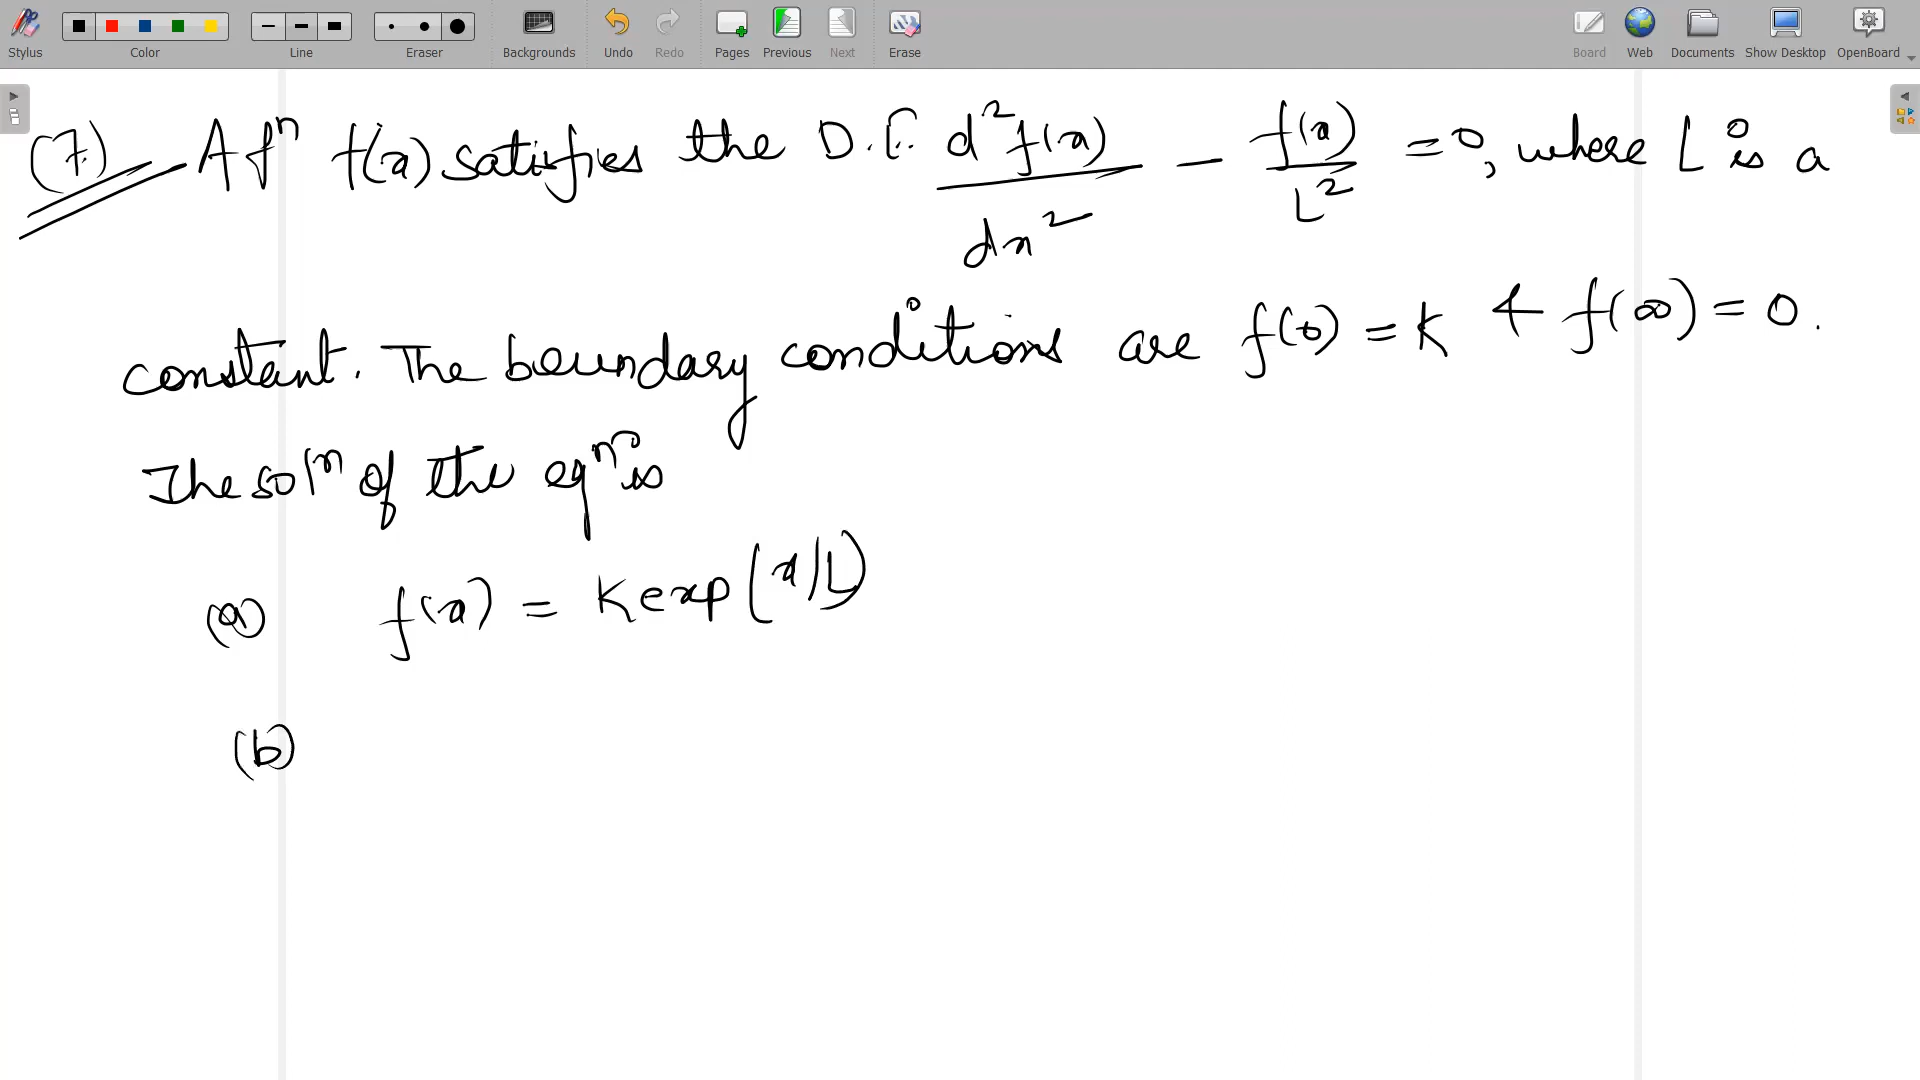 Stylus Color Line Eraser Backgrounds Undo Redo Pages Previous Next Erase Board Web Documents Show Desktop OpenBoard
(7) A fⁿ f(x) satisfies the D.E. d²f(x)/dx² - f(x)/L² = 0, where L is a
constant. The boundary conditions are f(0) = K & f(∞) = 0.
The solⁿ of the eqⁿ is
(a) f(x) = K exp(x/L)
(b)